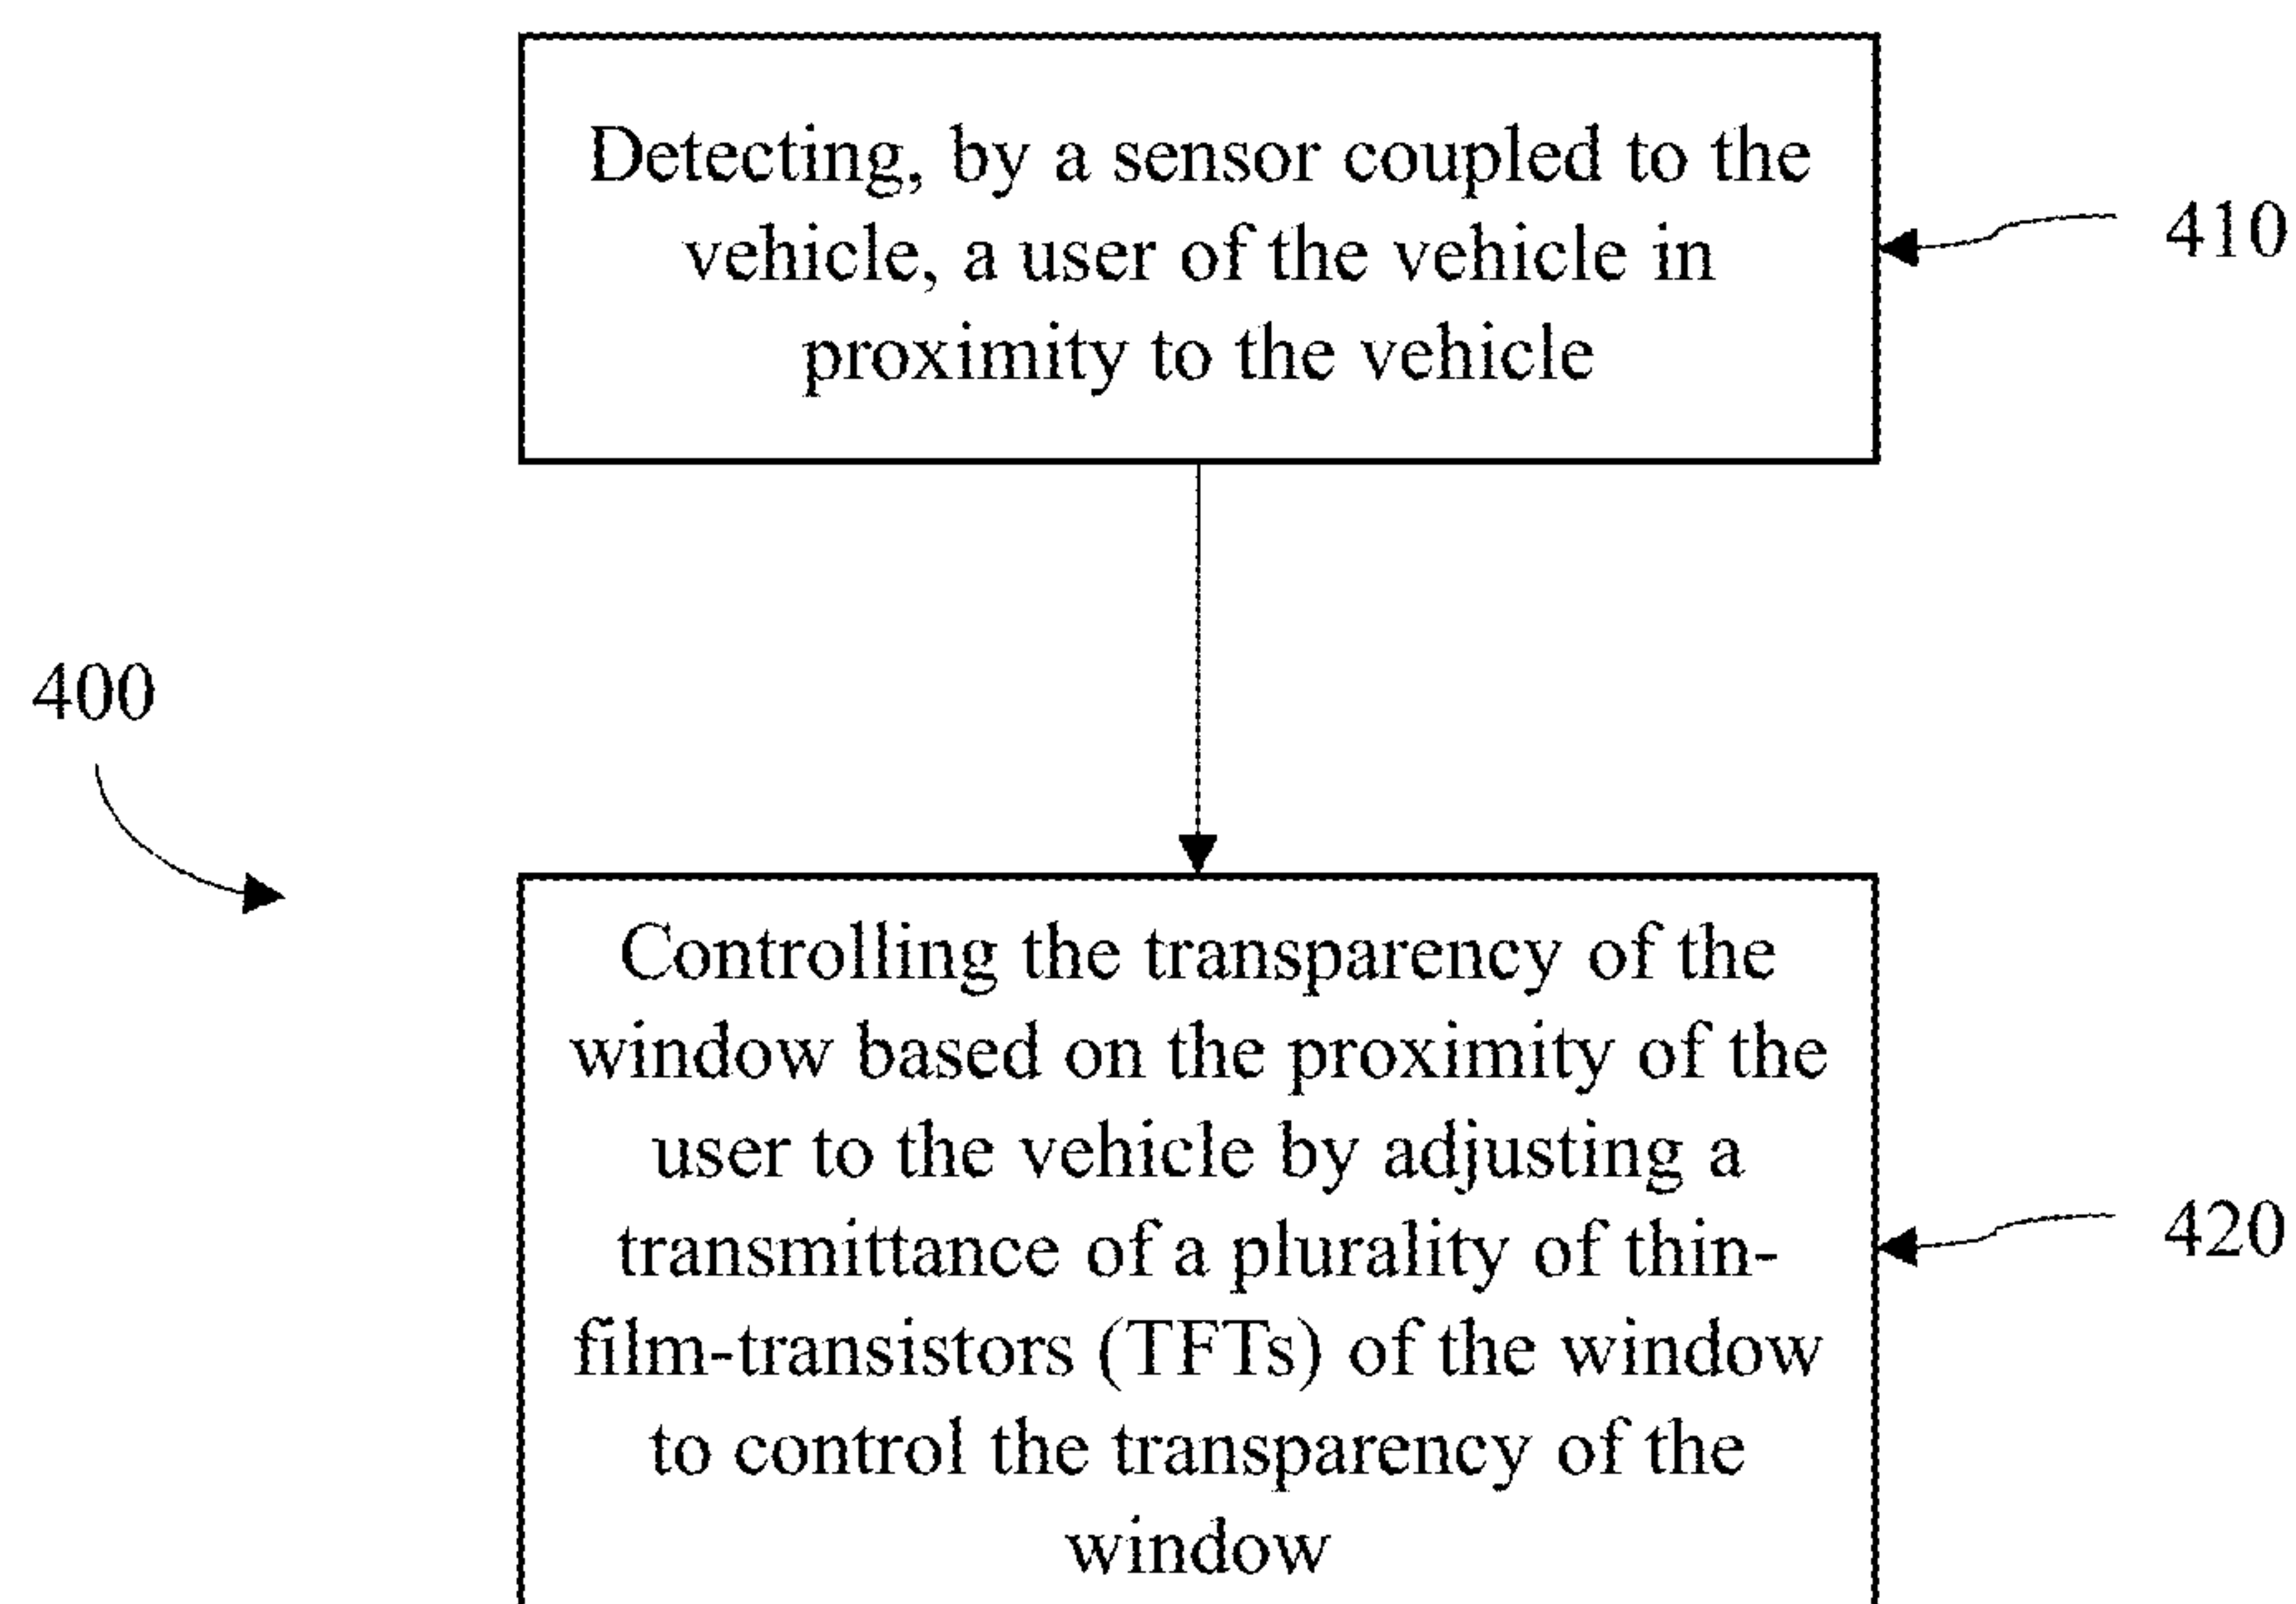 Detecting, by a sensor coupled to the
vehicle, a user of the vehicle in
proximity to the vehicle
410
400
Controlling the transparency of the
window based on the proximity of the
user to the vehicle by adjusting a
transmittance of a plurality of thin-
film-transistors (TFTs) of the window
to control the transparency of the
window
420